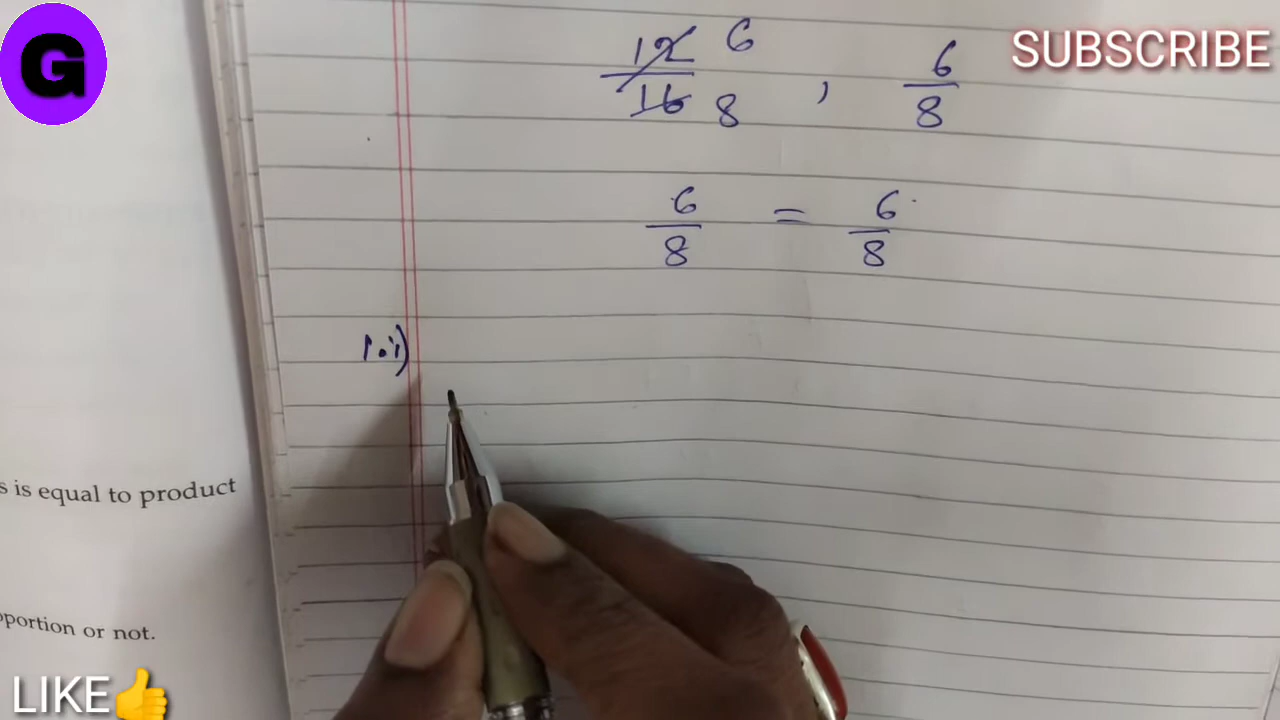 G
SUBSCRIBE
12 6 , 6
16 8 8
6 = 6
8 8
1.i)
s is equal to product
portion or not.
LIKE👍